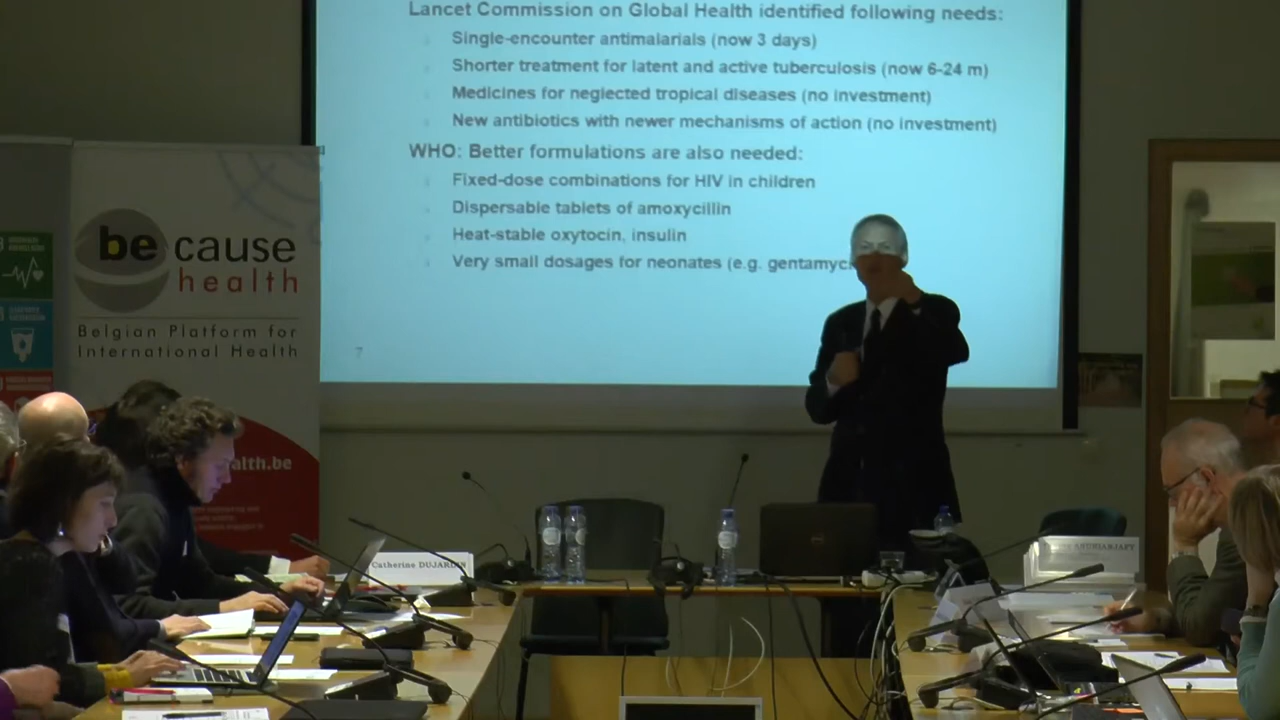 Lancet Commission on Global Health identified following needs:
Single-encounter antimalarials (now 3 days)
Shorter treatment for latent and active tuberculosis (now 6-24 m)
Medicines for neglected tropical diseases (no investment)
New antibiotics with newer mechanisms of action (no investment)
WHO: Better formulations are also needed:
Fixed-dose combinations for HIV in children
Dispersable tablets of amoxycillin
Heat-stable oxytocin, insulin
Very small dosages for neonates (e.g. gentamyc
7
be cause
health
Belgian Platform for
International Health
alth.be
Catherine DUJARDIN